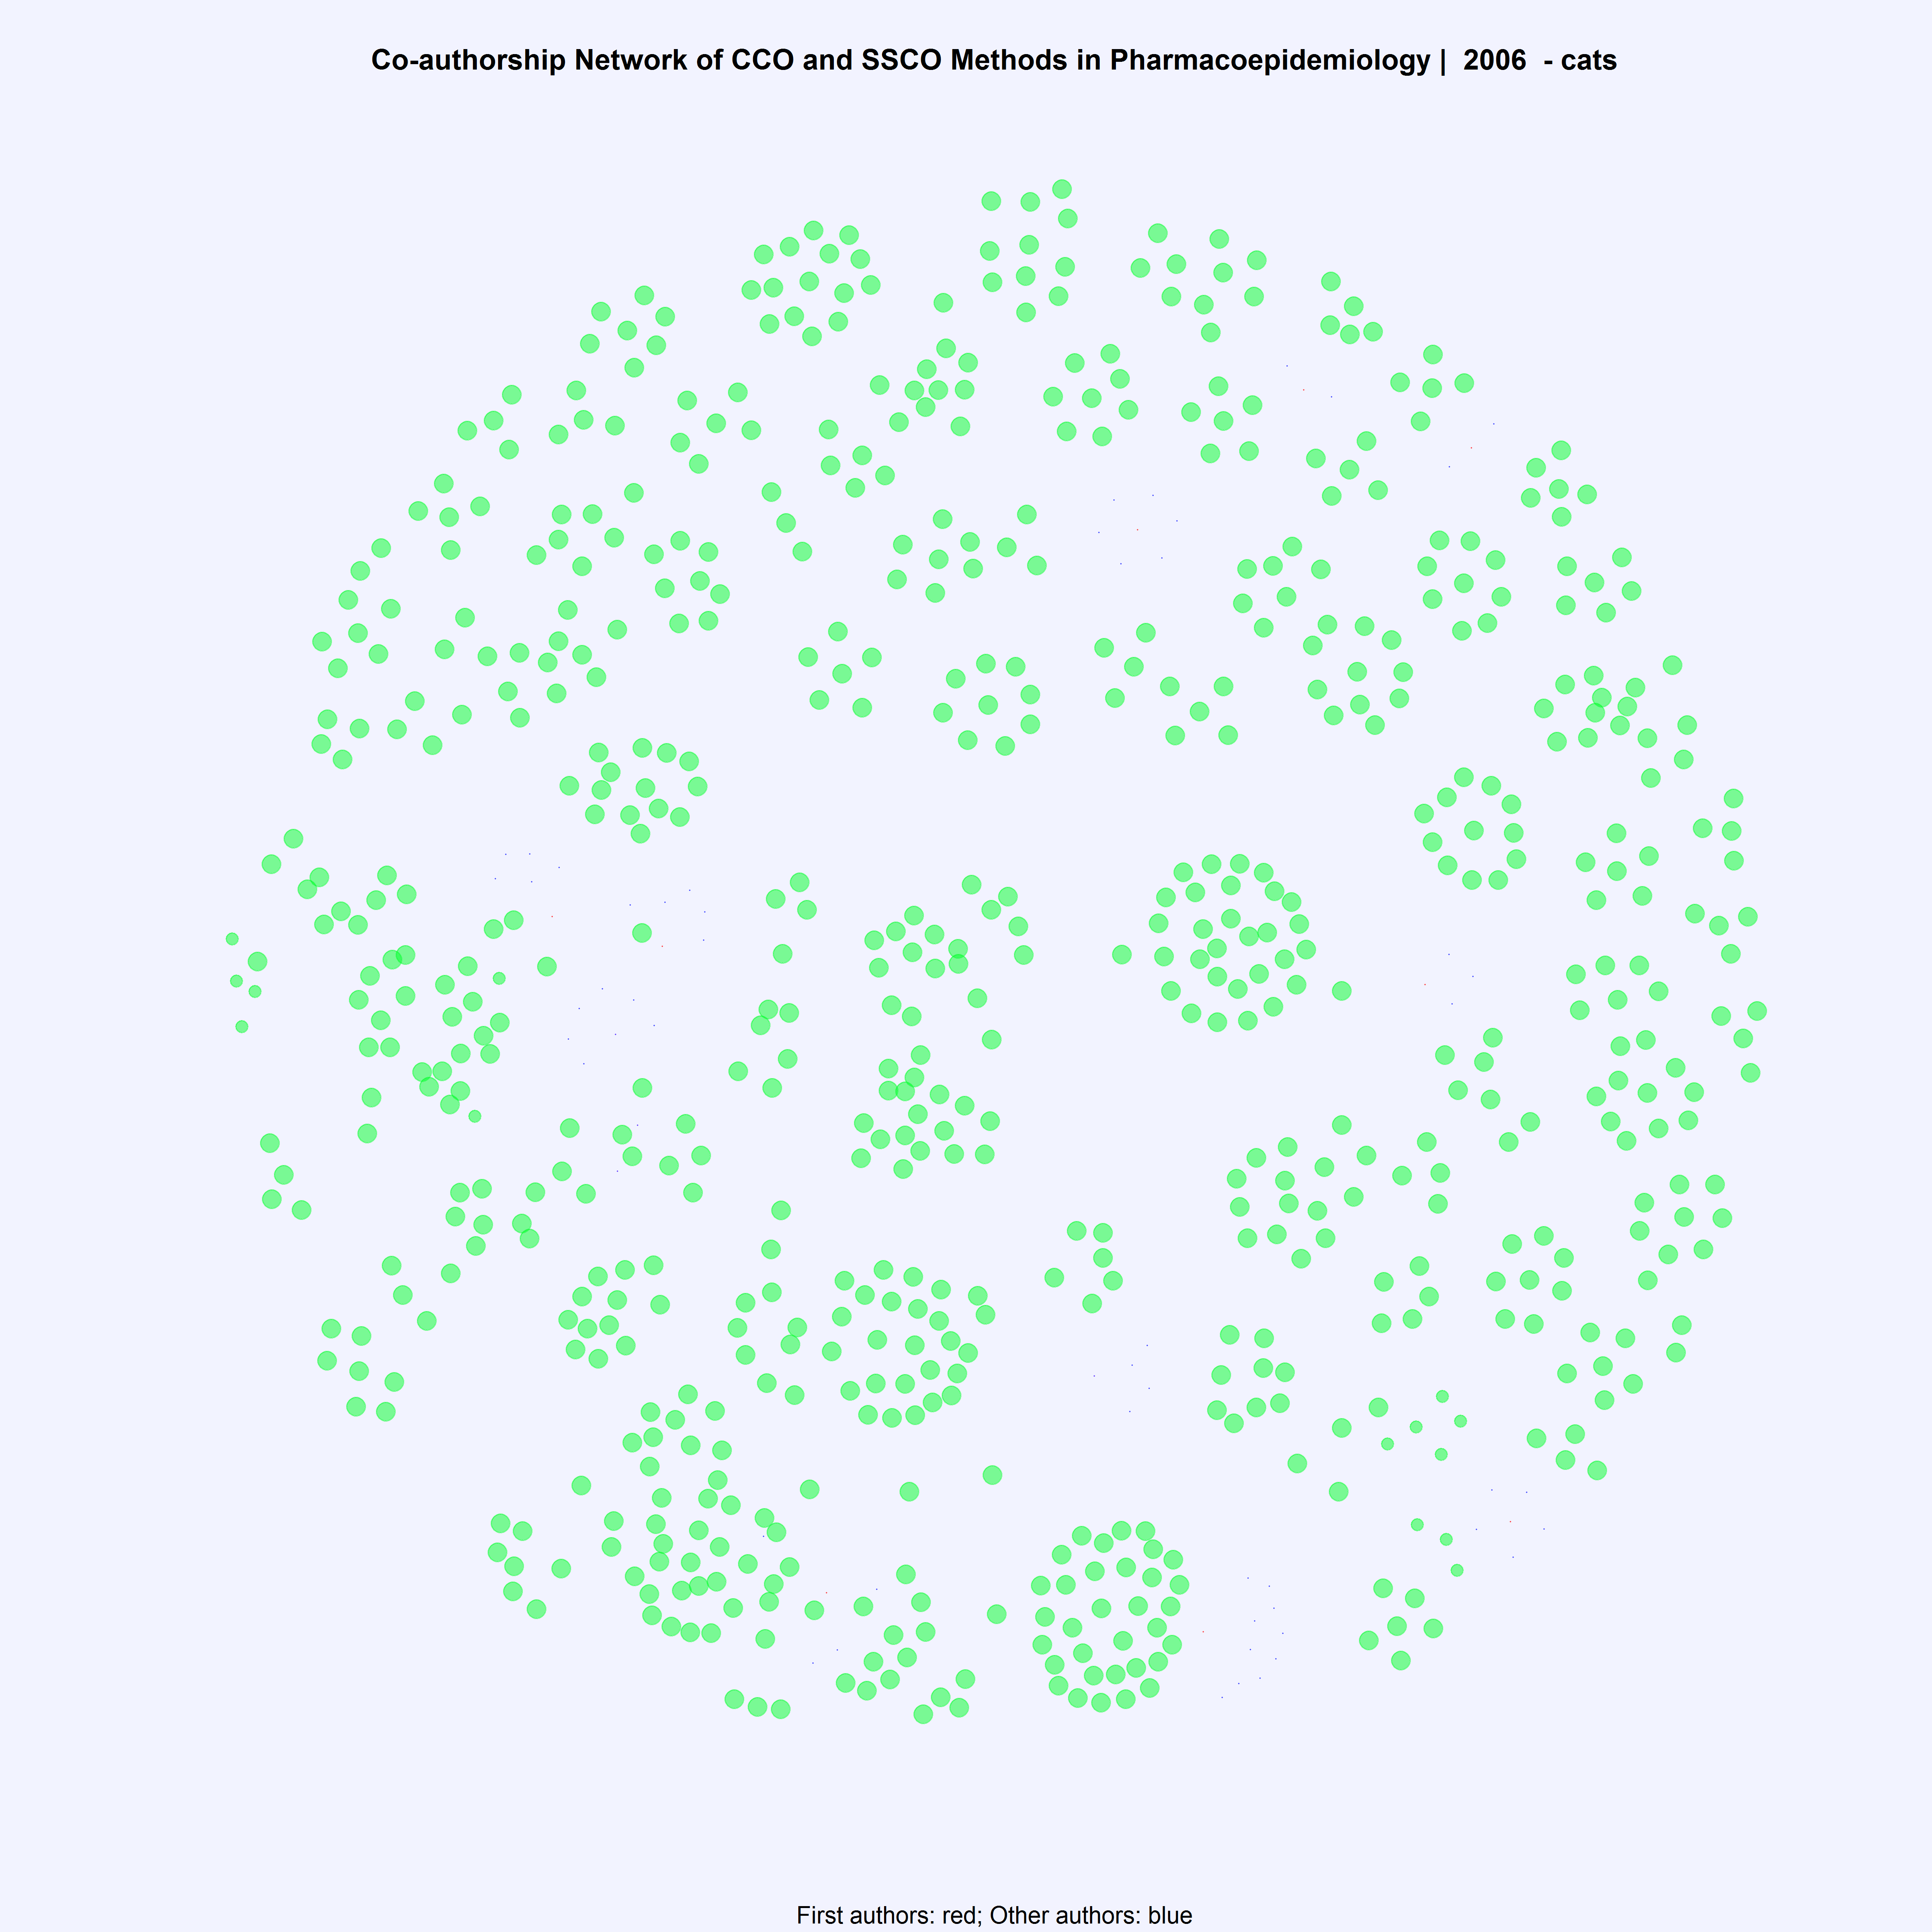 Co-authorship Network of CCO and SSCO Methods in Pharmacoepidemiology | 2006 - cats
First authors: red; Other authors: blue